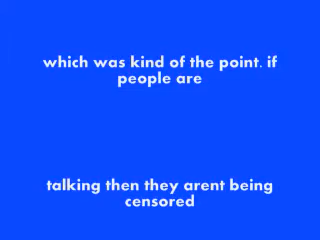 which was kind of the point. if
people are
talking then they arent being
censored